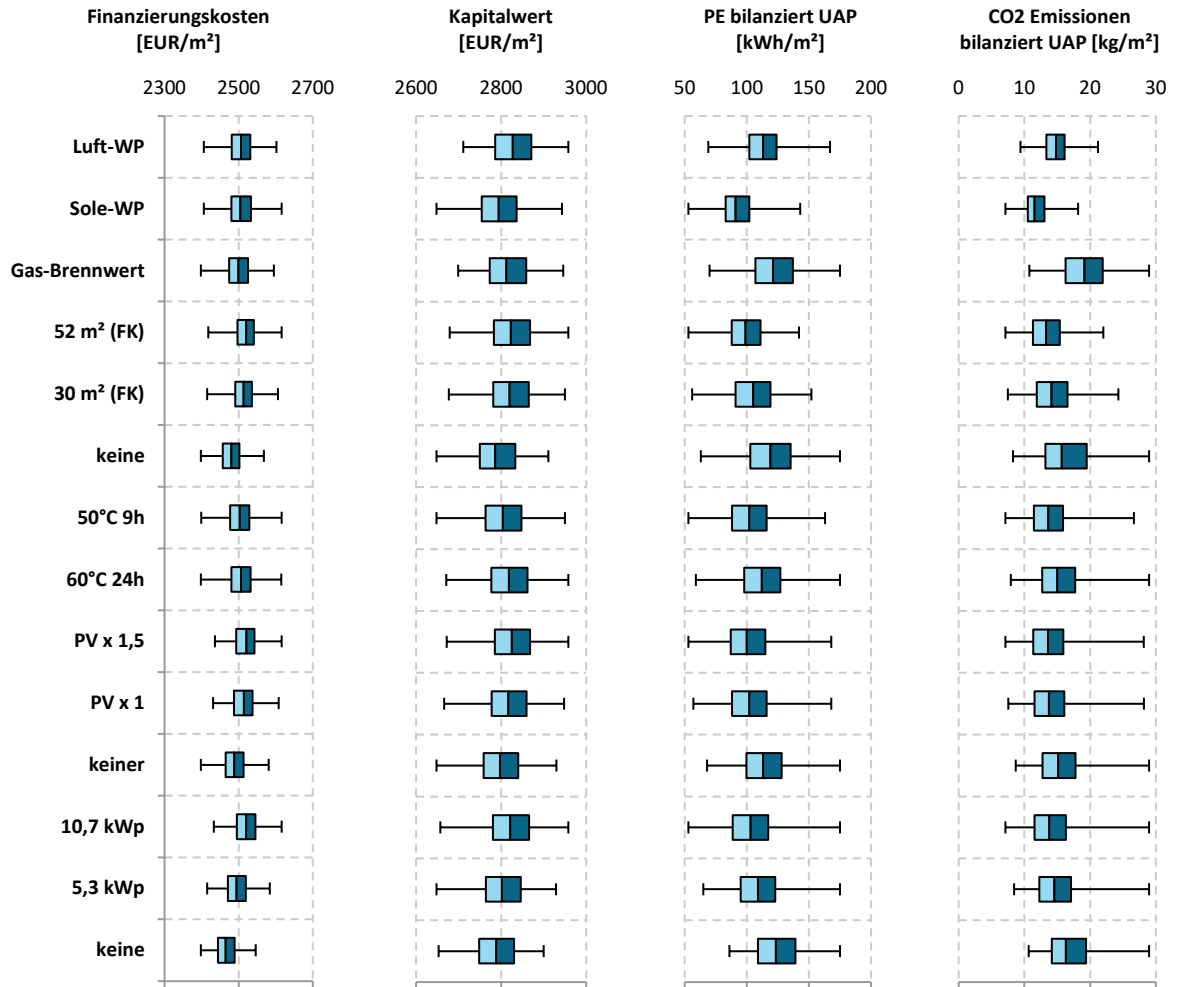 Finanzierungskosten
[EUR/m²]
Kapitalwert
[EUR/m²]
PE bilanziert UAP
[kWh/m²]
CO2 Emissionen
bilanziert UAP [kg/m²]
2300 2500 2700
2600 2800 3000
50 100 150 200
0 10 20 30
Luft-WP
Sole-WP
Gas-Brennwert
52 m² (FK)
30 m² (FK)
keine
50°C 9h
60°C 24h
PV x 1,5
PV x 1
keiner
10,7 kWp
5,3 kWp
keine